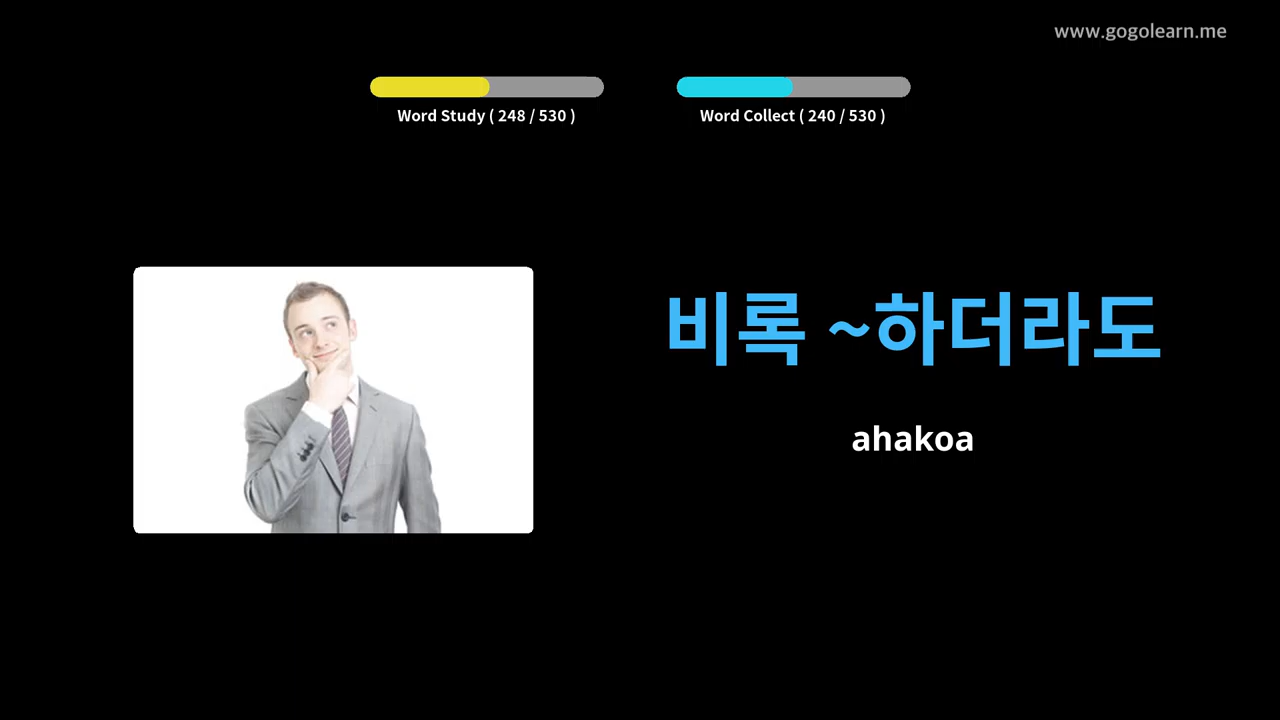 www.gogolearn.me
Word Study ( 248 / 530 )
Word Collect ( 240 / 530 )
비록 ~하더라도
ahakoa